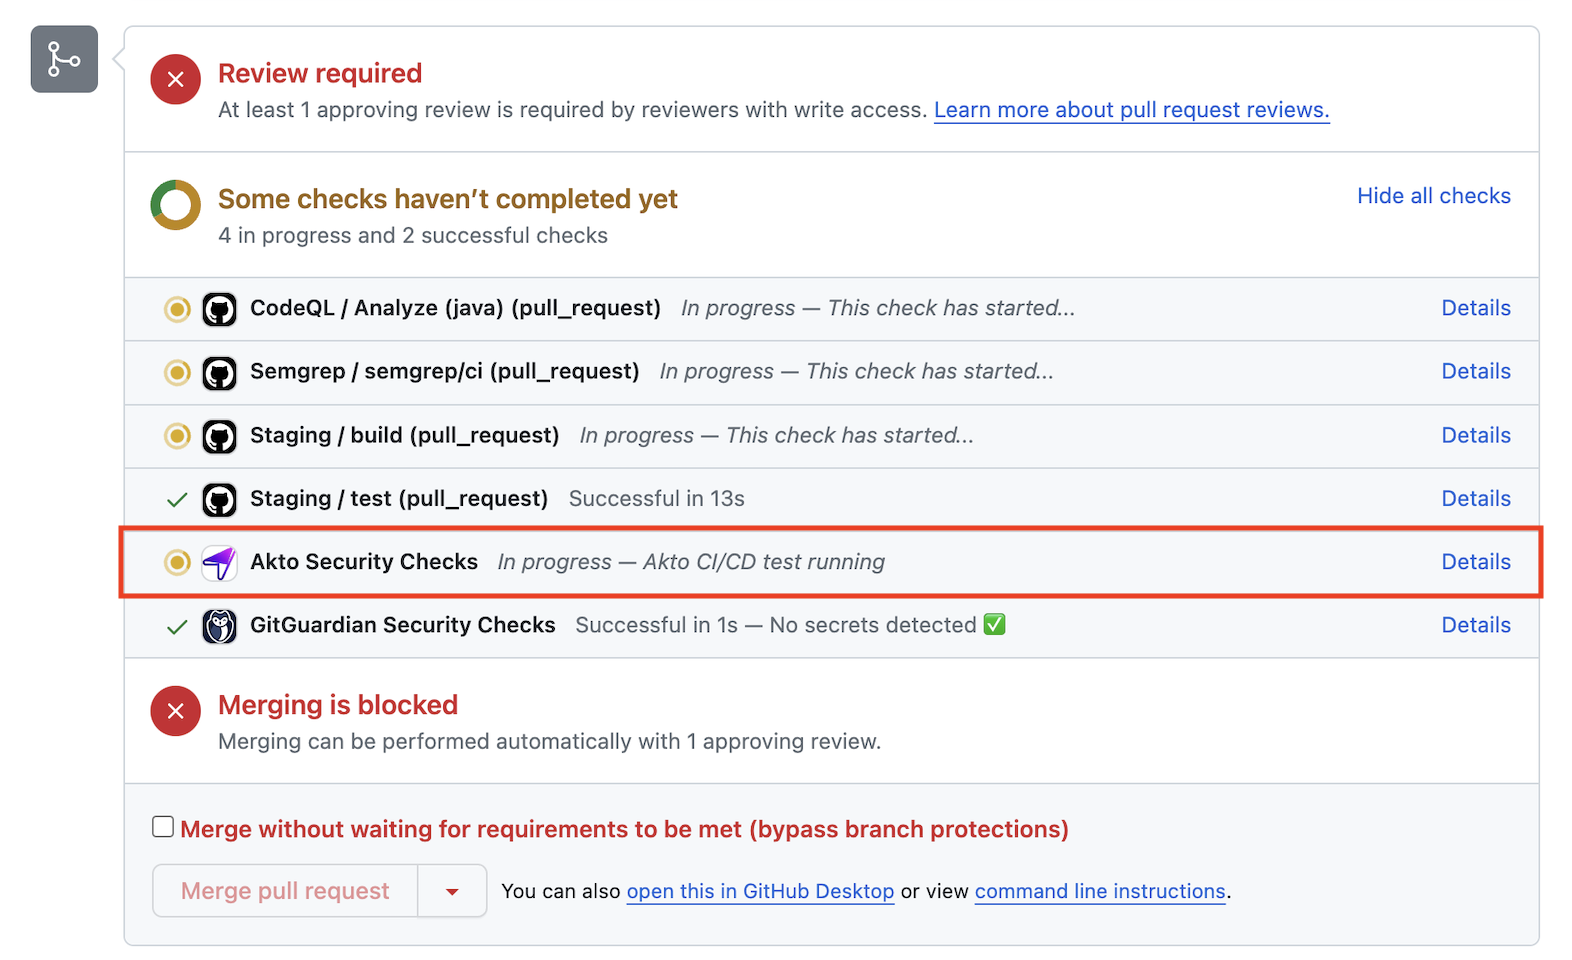 Review required
At least 1 approving review is required by reviewers with write access. Learn more about pull request reviews.
Some checks haven’t completed yet
Hide all checks
4 in progress and 2 successful checks
CodeQL / Analyze (java) (pull_request) In progress — This check has started... Details
Semgrep / semgrep/ci (pull_request) In progress — This check has started... Details
Staging / build (pull_request) In progress — This check has started... Details
Staging / test (pull_request) Successful in 13s Details
Akto Security Checks In progress — Akto CI/CD test running Details
GitGuardian Security Checks Successful in 1s — No secrets detected ✅ Details
Merging is blocked
Merging can be performed automatically with 1 approving review.
Merge without waiting for requirements to be met (bypass branch protections)
Merge pull request You can also open this in GitHub Desktop or view command line instructions.